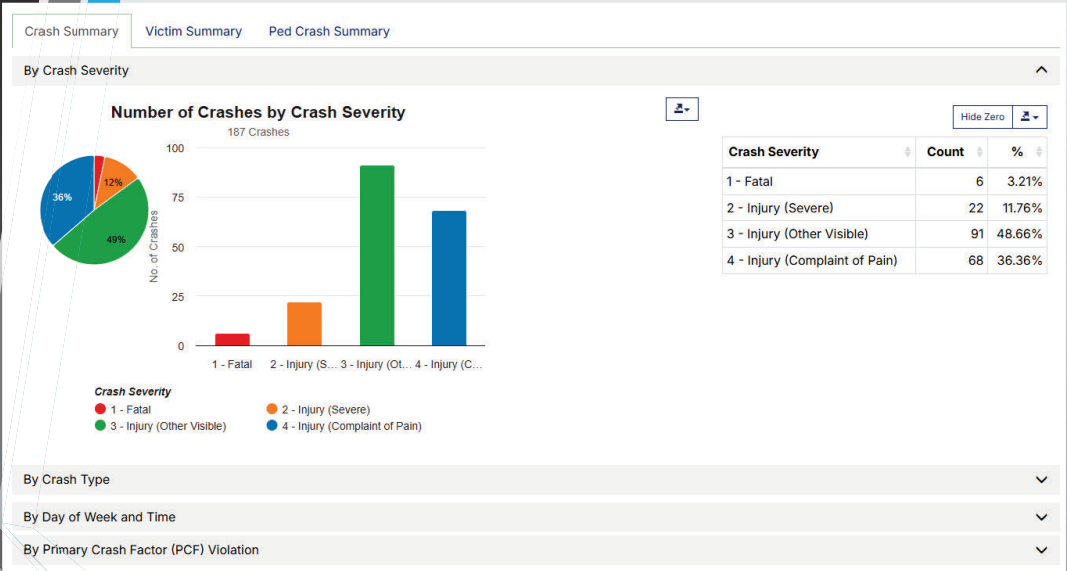 Crash Summary Victim Summary Ped Crash Summary
By Crash Severity
Number of Crashes by Crash Severity
187 Crashes
100
75
50
25
0
No. of Crashes
36%
12%
49%
1 - Fatal 2 - Injury (S... 3 - Injury (Ot... 4 - Injury (C...
Crash Severity
1 - Fatal 2 - Injury (Severe)
3 - Injury (Other Visible) 4 - Injury (Complaint of Pain)
Hide Zero
Crash Severity Count %
1 - Fatal 6 3.21%
2 - Injury (Severe) 22 11.76%
3 - Injury (Other Visible) 91 48.66%
4 - Injury (Complaint of Pain) 68 36.36%
By Crash Type
By Day of Week and Time
By Primary Crash Factor (PCF) Violation